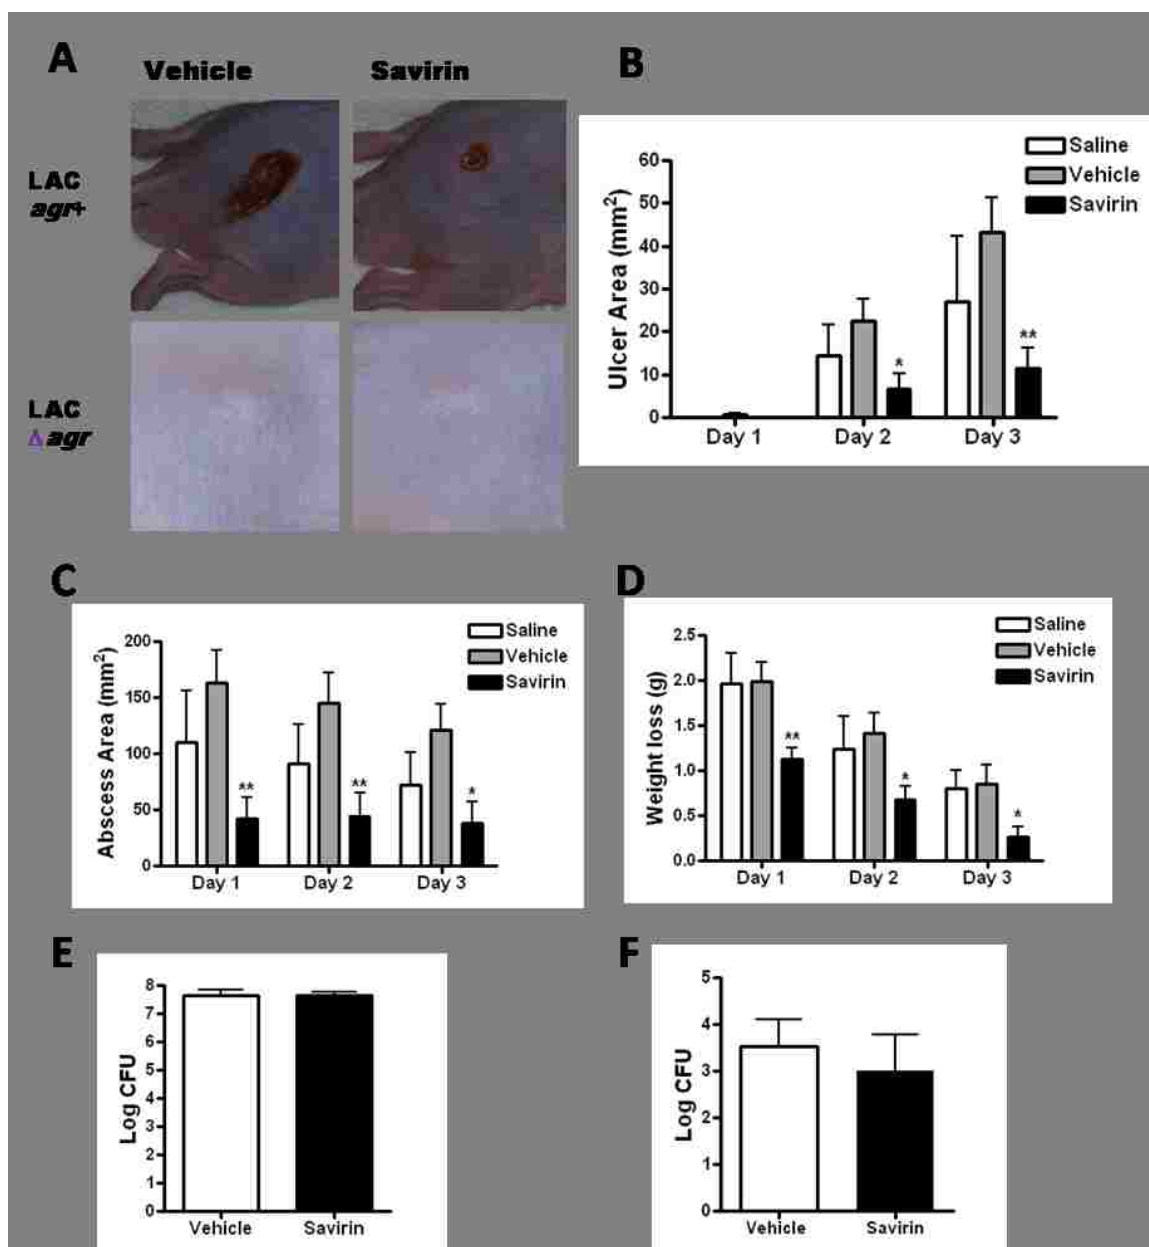 A
Vehicle Savirin
LAC
agr+
LAC
Δagr
B
Saline
Vehicle
Savirin
Ulcer Area (mm²)
60
50
40
30
20
10
0
*
**
Day 1 Day 2 Day 3
C
Saline
Vehicle
Savirin
Abscess Area (mm²)
200
150
100
50
0
** ** *
Day 1 Day 2 Day 3
D
Saline
Vehicle
Savirin
Weight loss (g)
2.5
2.0
1.5
1.0
0.5
0.0
** * *
Day 1 Day 2 Day 3
E
Log CFU
8
7
6
5
4
3
2
1
0
Vehicle Savirin
F
Log CFU
5
4
3
2
1
0
Vehicle Savirin